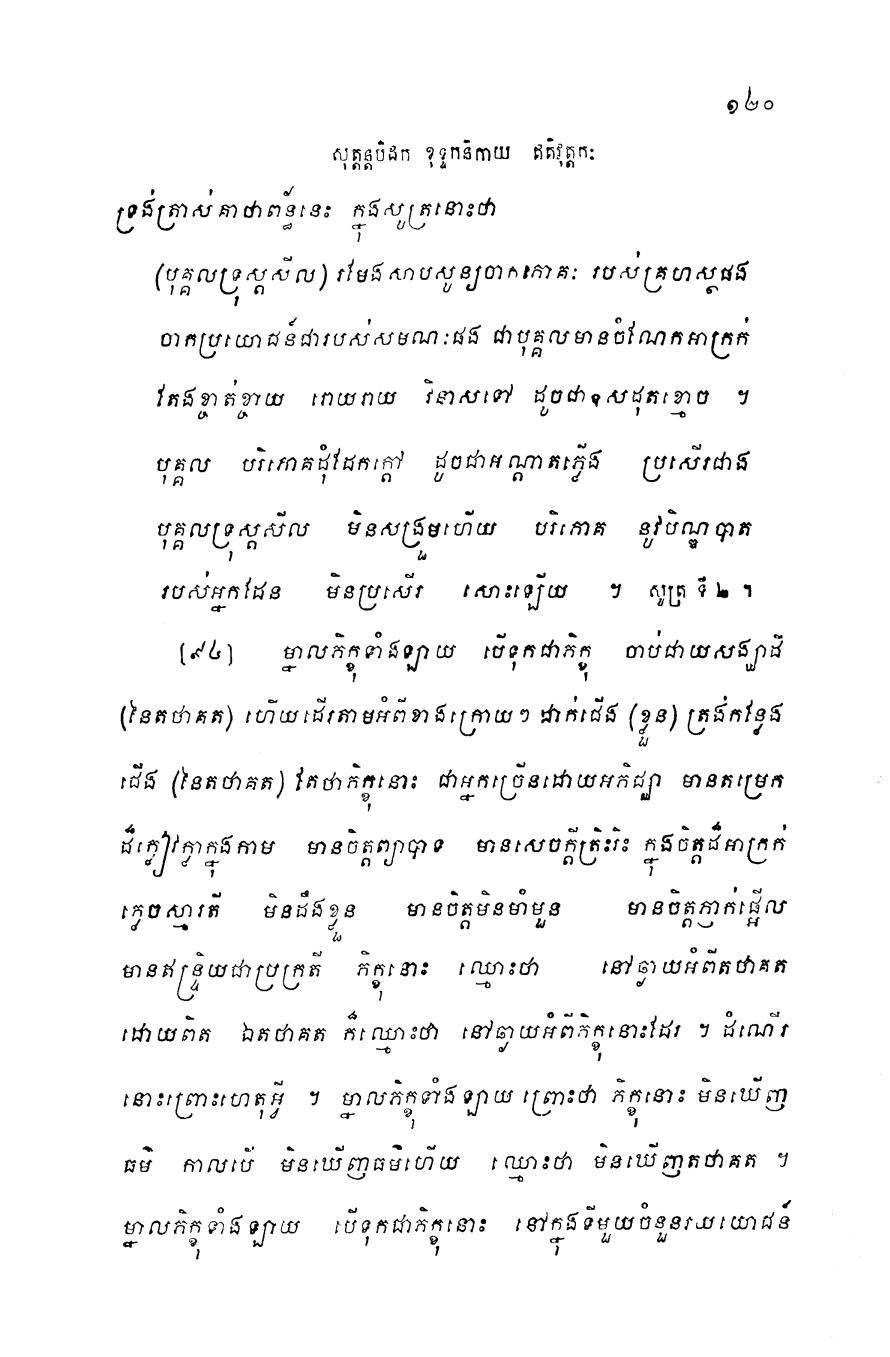 ១៤០
សុត្តន្តបិដក ខុទ្ទកនិកាយ ឥតិវុត្តកៈ
ទ្រង់ត្រាស់គាថាពន្ធ័នេះ ក្នុងសូត្រនោះថា
(បុគ្គលទ្រុស្តសីល) រមែងសាបសូន្យចាកភោគៈ របស់គ្រហស្ថផង
ចាកប្រយោជន៍ជារបស់សមណៈផង ជាបុគ្គលមានចំណែកអាក្រក់
តែងខ្ចាត់ខ្ចាយ រោយរាយ វិនាសទៅ ដូចជាឧសដុតខ្មោច ។
បុគ្គល បរិភោគដុំដែកក្តៅ ដូចជាអណ្តាតភ្លើង ប្រសើរជាង
បុគ្គលទ្រុស្តសីល មិនសង្រួមហើយ បរិភោគ នូវបិណ្ឌបាត
របស់អ្នកដែន មិនប្រសើរ សោះឡើយ ។ សូត្រ ទី ២ ។
[៩៤] ម្នាលភិក្ខុទាំងឡាយ បើទុកជាភិក្ខុ ចាប់ជាយសង្ឃាដី
(នៃតថាគត) ហើយដើរតាមអំពីខាងក្រោយៗ ដាក់ជើង (ខ្លួន) ត្រង់កន្លែង
ជើង (នៃតថាគត) តែថាភិក្ខុនោះ ជាអ្នកច្រើនដោយអភិជ្ឈា មានតម្រេក
ដ៏ក្លៀវក្លាក្នុងកាម មានចិត្តព្យាបាទ មានសេចក្តីត្រិះរិះ ក្នុងចិត្តដ៏អាក្រក់
ភ្លេចស្មារតី មិនដឹងខ្លួន មានចិត្តមិនមាំមួន មានចិត្តភ្ញាក់ផ្អើល
មានឥន្ទ្រិយជាប្រក្រតី ភិក្ខុនោះ ឈ្មោះថា នៅឆ្ងាយអំពីតថាគត
ដោយពិត ឯតថាគត ក៏ឈ្មោះថា នៅឆ្ងាយអំពីភិក្ខុនោះដែរ ។ ដំណើរ
នោះព្រោះហេតុអ្វី ។ ម្នាលភិក្ខុទាំងឡាយ ព្រោះថា ភិក្ខុនោះ មិនឃើញ
ធម៌ កាលបើ មិនឃើញធម៌ហើយ ឈ្មោះថា មិនឃើញតថាគត ។
ម្នាលភិក្ខុទាំងឡាយ បើទុកជាភិក្ខុនោះ នៅក្នុងទីមួយចំនួនរយយោជន៍